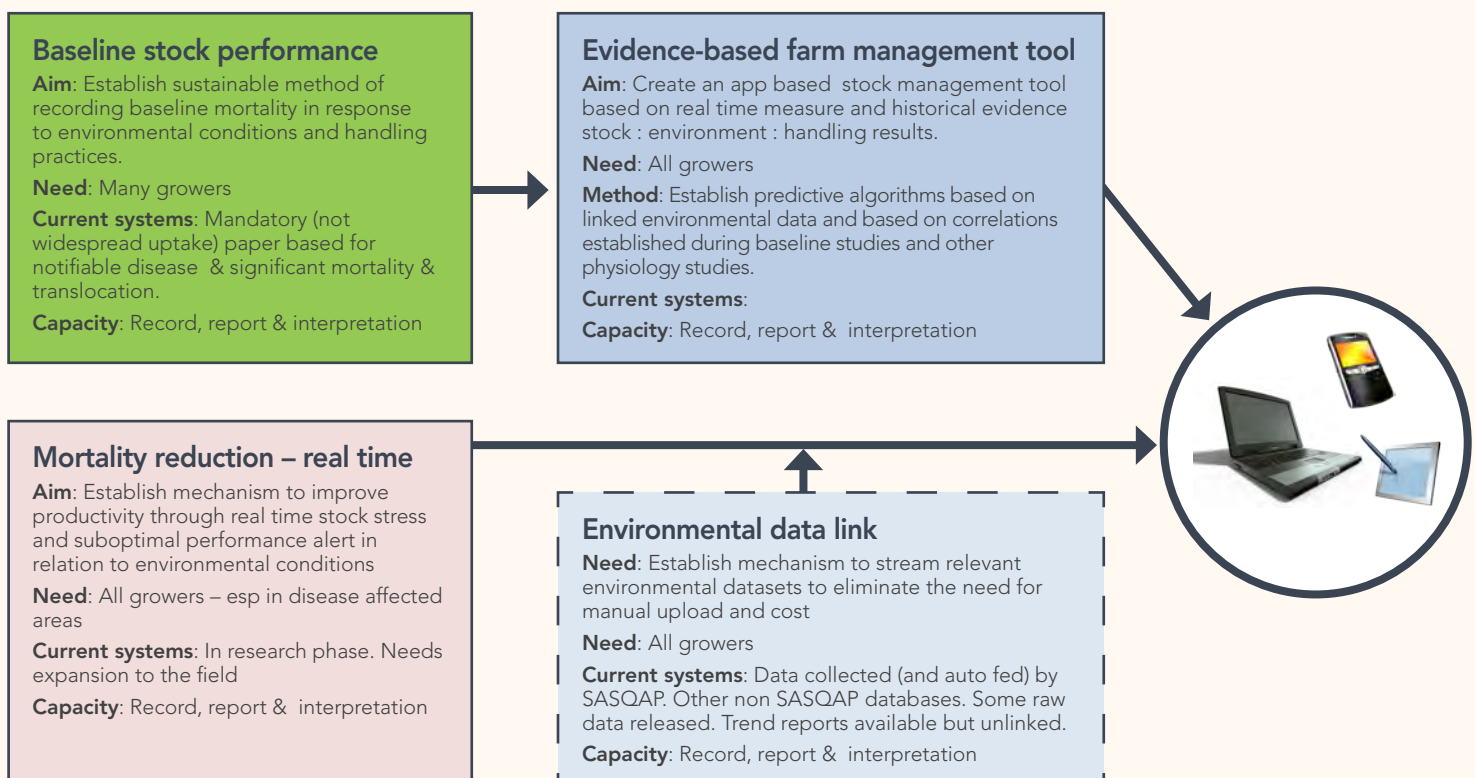 Baseline stock performance
Aim: Establish sustainable method of
recording baseline mortality in response
to environmental conditions and handling
practices.
Need: Many growers
Current systems: Mandatory (not
widespread uptake) paper based for
notifiable disease & significant mortality &
translocation.
Capacity: Record, report & interpretation
Evidence-based farm management tool
Aim: Create an app based stock management tool
based on real time measure and historical evidence
stock : environment : handling results.
Need: All growers
Method: Establish predictive algorithms based on
linked environmental data and based on correlations
established during baseline studies and other
physiology studies.
Current systems:
Capacity: Record, report & interpretation
Mortality reduction – real time
Aim: Establish mechanism to improve
productivity through real time stock stress
and suboptimal performance alert in
relation to environmental conditions
Need: All growers – esp in disease affected
areas
Current systems: In research phase. Needs
expansion to the field
Capacity: Record, report & interpretation
Environmental data link
Need: Establish mechanism to stream relevant
environmental datasets to eliminate the need for
manual upload and cost
Need: All growers
Current systems: Data collected (and auto fed) by
SASQAP. Other non SASQAP databases. Some raw
data released. Trend reports available but unlinked.
Capacity: Record, report & interpretation